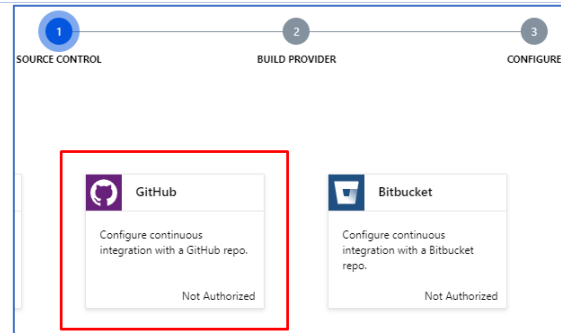 1
2
3
SOURCE CONTROL
BUILD PROVIDER
CONFIGURE
GitHub
Configure continuous
integration with a GitHub repo.
Not Authorized
Bitbucket
Configure continuous
integration with a Bitbucket
repo.
Not Authorized